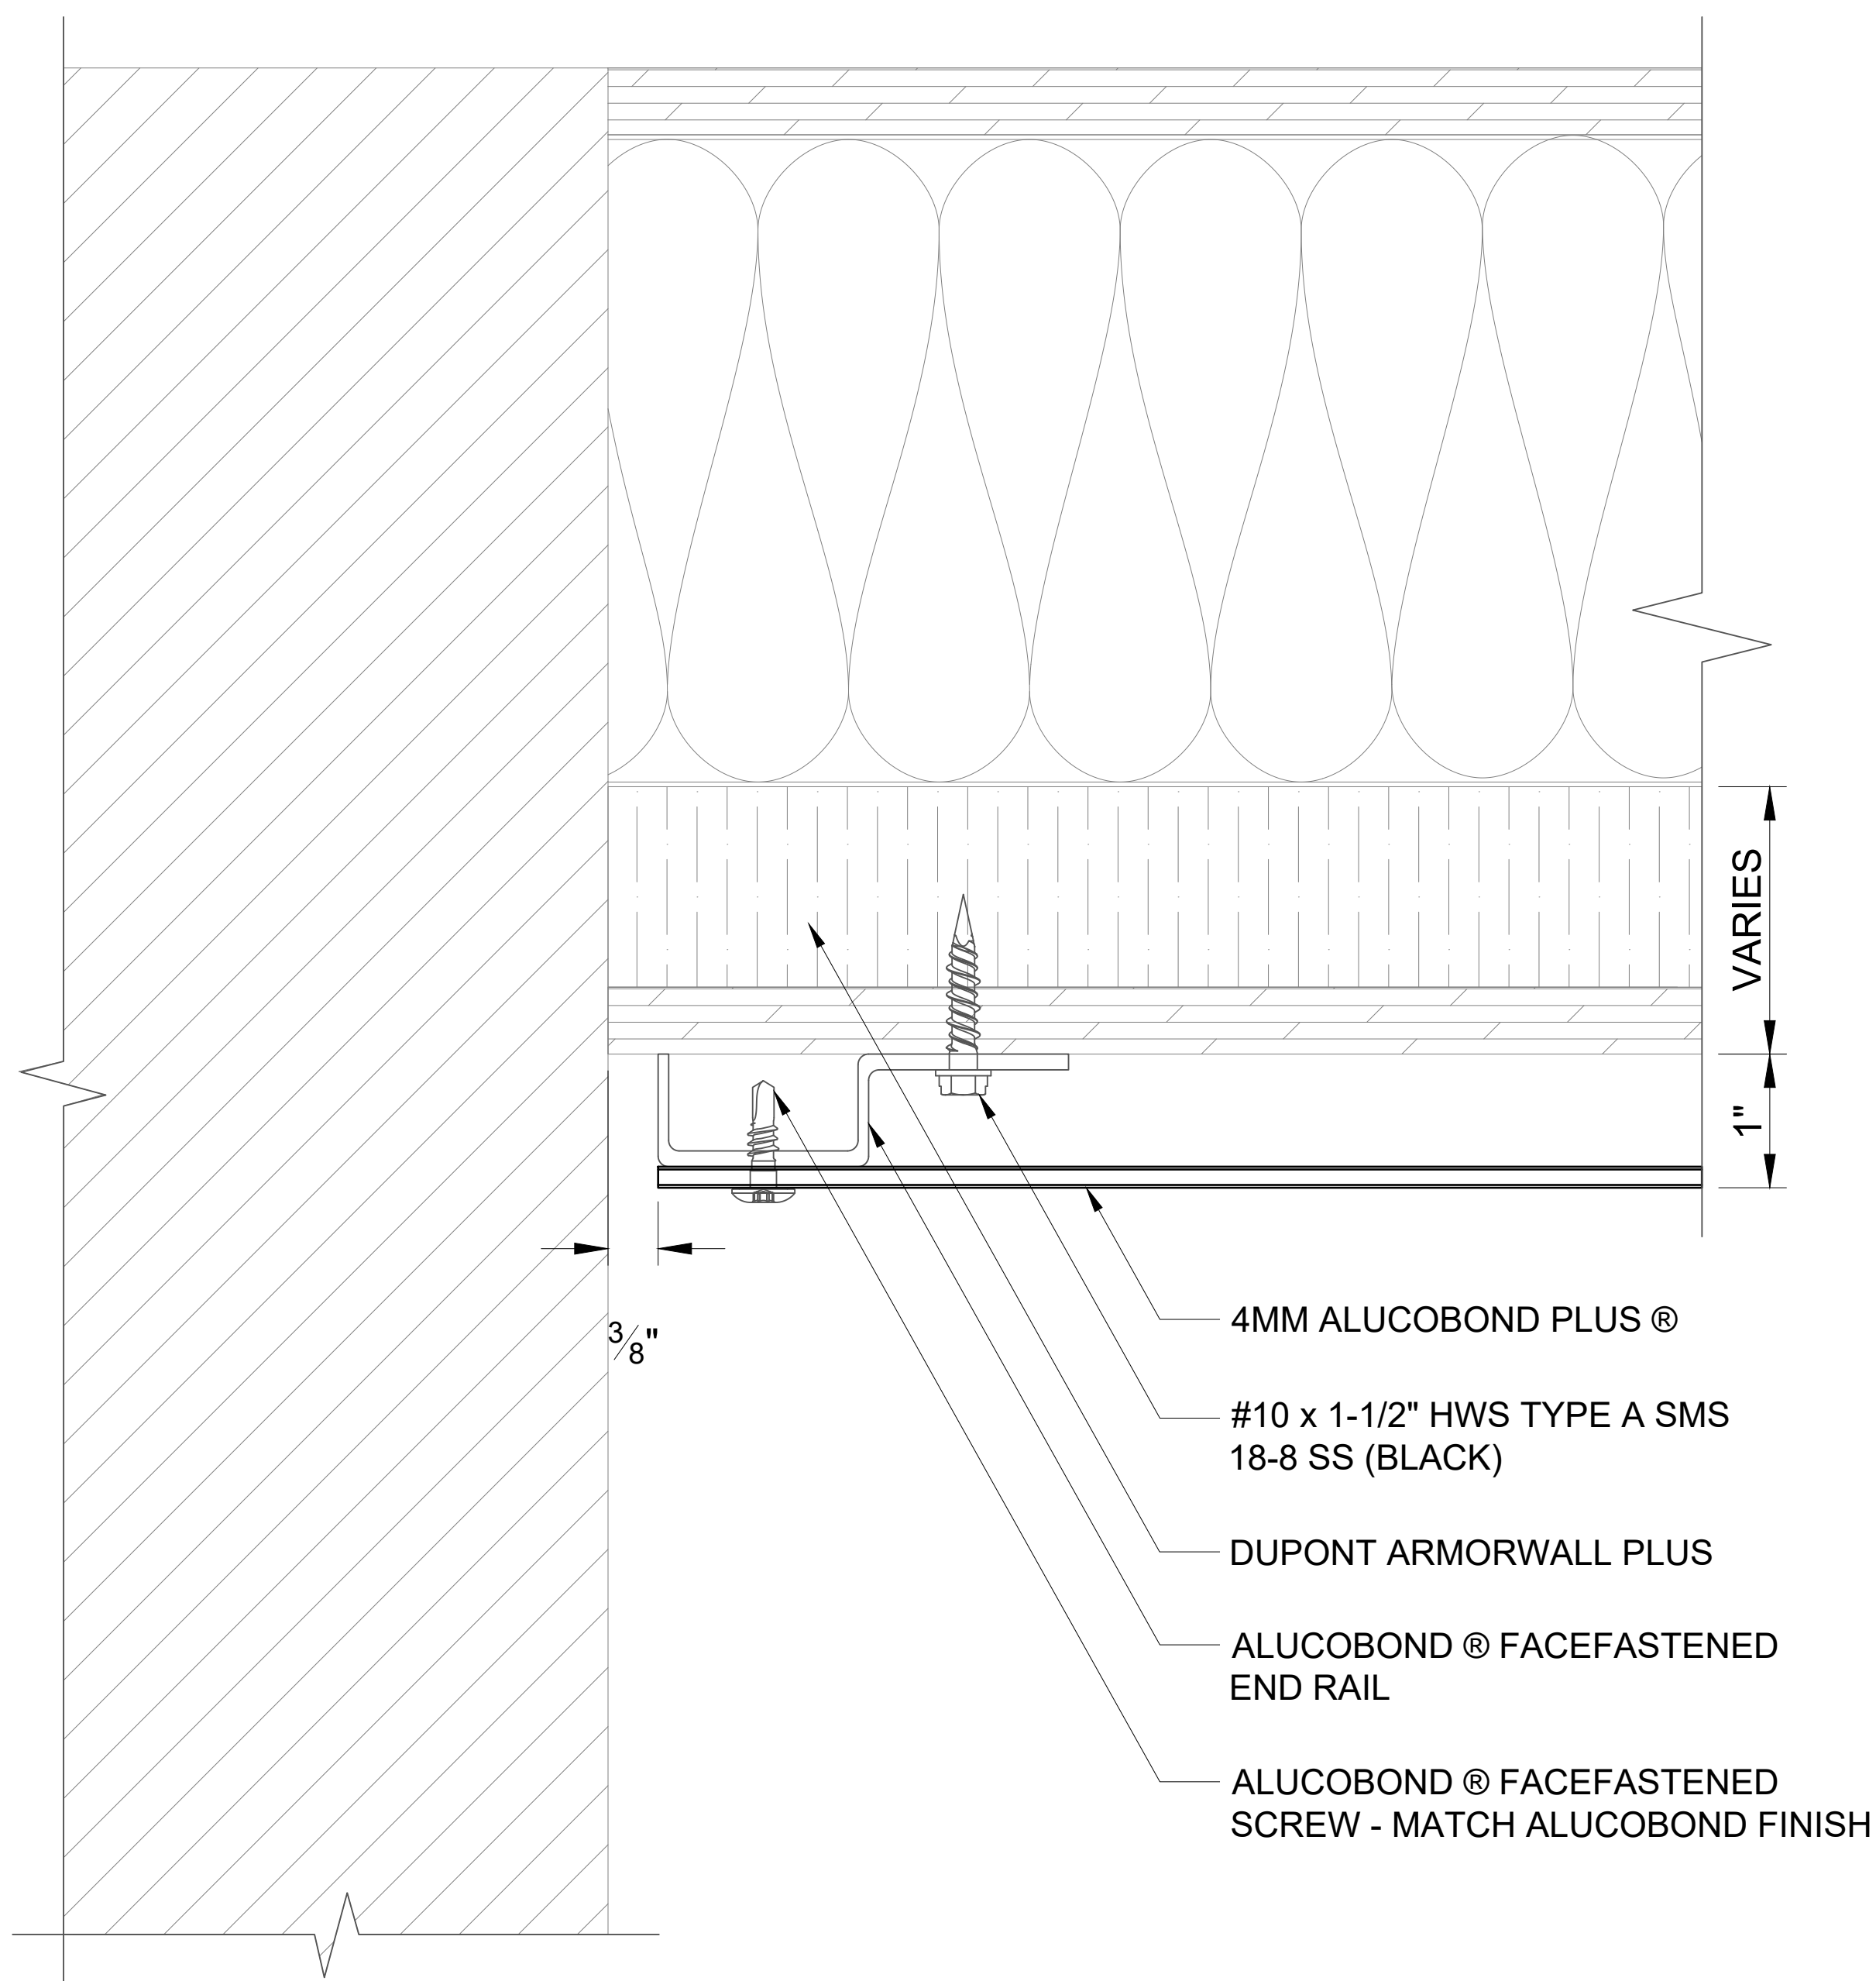 VARIES
1"
3/8"
4MM ALUCOBOND PLUS ®
#10 x 1-1/2" HWS TYPE A SMS
18-8 SS (BLACK)
DUPONT ARMORWALL PLUS
ALUCOBOND ® FACEFASTENED
END RAIL
ALUCOBOND ® FACEFASTENED
SCREW - MATCH ALUCOBOND FINISH